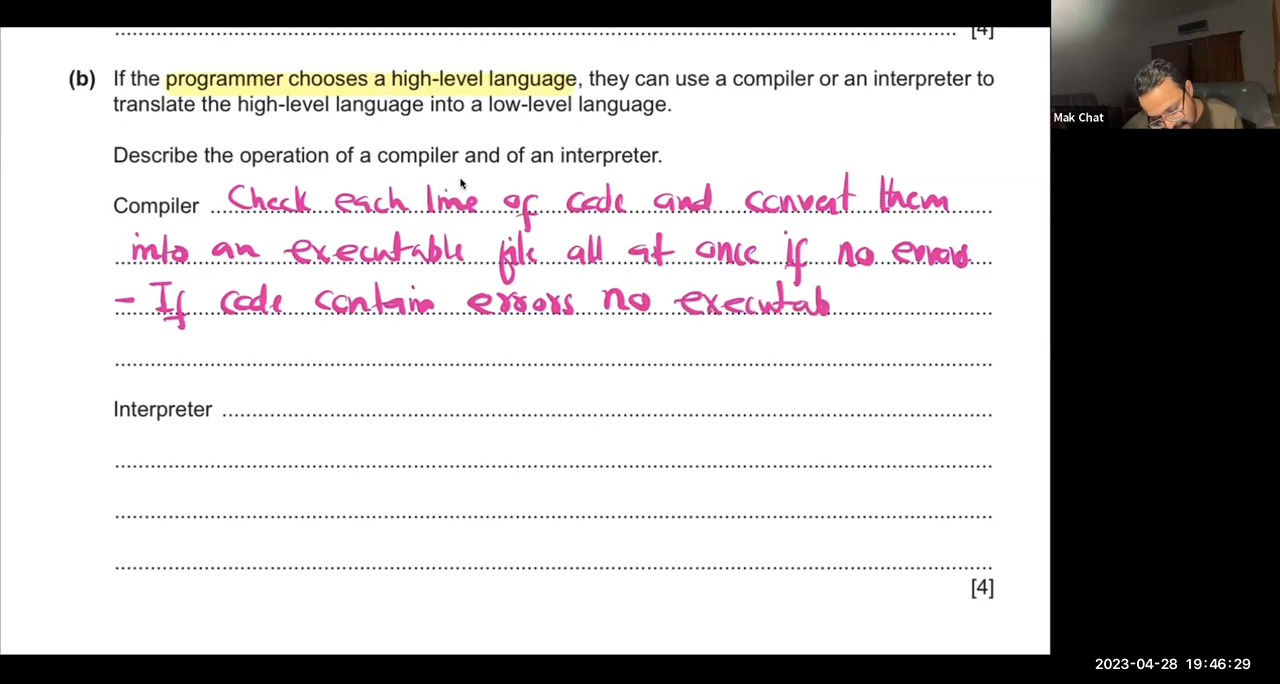 [4]
(b) If the programmer chooses a high-level language, they can use a compiler or an interpreter to
translate the high-level language into a low-level language.
Describe the operation of a compiler and of an interpreter.
Compiler Check each line of code and convert them
into an executable file all at once if no errors
- If code contain errors no executab
Interpreter
[4]
Mak Chat
2023-04-28 19:46:29